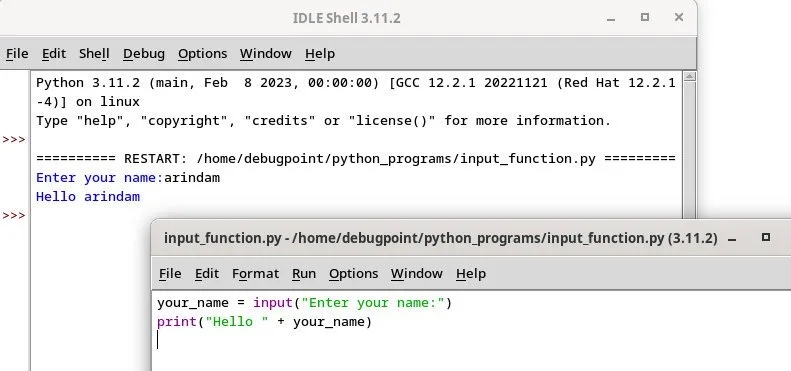 IDLE Shell 3.11.2
File Edit Shell Debug Options Window Help
Python 3.11.2 (main, Feb  8 2023, 00:00:00) [GCC 12.2.1 20221121 (Red Hat 12.2.1
-4)] on linux
Type "help", "copyright", "credits" or "license()" for more information.
>>>
========== RESTART: /home/debugpoint/python_programs/input_function.py =========
Enter your name:arindam
Hello arindam
>>>
input_function.py - /home/debugpoint/python_programs/input_function.py (3.11.2)
File Edit Format Run Options Window Help
your_name = input("Enter your name:")
print("Hello " + your_name)